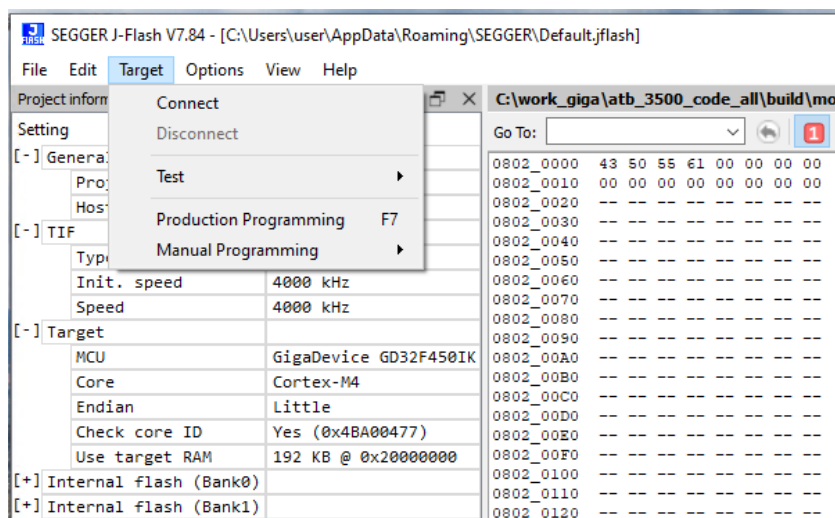 SEGGER J-Flash V7.84 - [C:\Users\user\AppData\Roaming\SEGGER\Default.jflash]
File Edit Target Options View Help
Project inform
Setting
[-] General
Proj
Host
[-] TIF
Type
Init. speed 4000 kHz
Speed 4000 kHz
[-] Target
MCU GigaDevice GD32F450IK
Core Cortex-M4
Endian Little
Check core ID Yes (0x4BA00477)
Use target RAM 192 KB @ 0x20000000
[+] Internal flash (Bank0)
[+] Internal flash (Bank1)
Connect
Disconnect
Test
Production Programming F7
Manual Programming
C:\work_giga\atb_3500_code_all\build\mo
Go To: 1
0802_0000 43 50 55 61 00 00 00 00
0802_0010 00 00 00 00 00 00 00 00
0802_0020 -- -- -- -- -- -- -- --
0802_0030 -- -- -- -- -- -- -- --
0802_0040 -- -- -- -- -- -- -- --
0802_0050 -- -- -- -- -- -- -- --
0802_0060 -- -- -- -- -- -- -- --
0802_0070 -- -- -- -- -- -- -- --
0802_0080 -- -- -- -- -- -- -- --
0802_0090 -- -- -- -- -- -- -- --
0802_00A0 -- -- -- -- -- -- -- --
0802_00B0 -- -- -- -- -- -- -- --
0802_00C0 -- -- -- -- -- -- -- --
0802_00D0 -- -- -- -- -- -- -- --
0802_00E0 -- -- -- -- -- -- -- --
0802_00F0 -- -- -- -- -- -- -- --
0802_0100 -- -- -- -- -- -- -- --
0802_0110 -- -- -- -- -- -- -- --
0802_0120 -- -- -- -- -- -- -- --